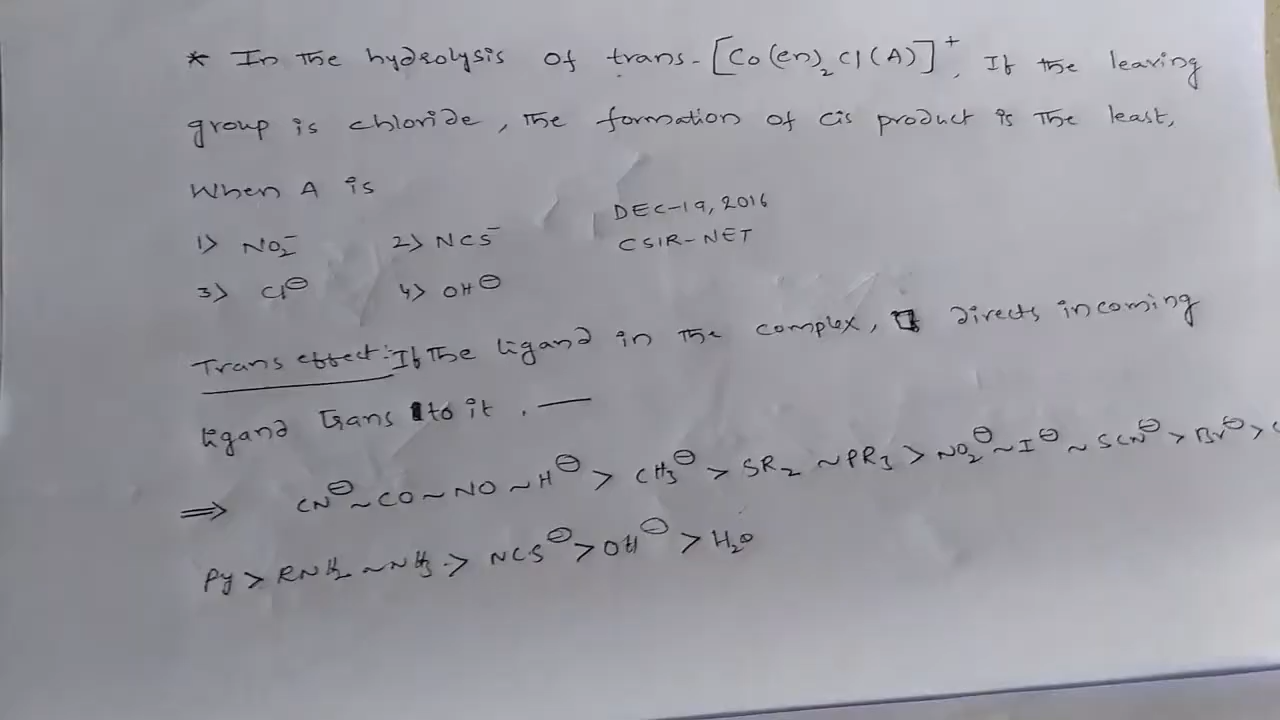 * In The hydrolysis of trans-[Co(en)₂Cl(A)]⁺. If the leaving
group is chloride, The formation of cis product is The least,
When A is
1) NO₂⁻ 2) NCS⁻
DEC-19, 2016
3) Cl⊖ 4) OH⊖
CSIR-NET
Trans effect: If The ligand in The complex, directs incoming
ligand trans to it. —
⇒ CN⊖ ~ CO ~ NO ~ H⊖ > CH₃⊖ > SR₂ ~ PR₃ > NO₂⊖ ~ I⊖ ~ SCN⊖ > Br⊖ >
Py > RNH₂ ~ NH₃ > NCS⊖ > OH⊖ > H₂O